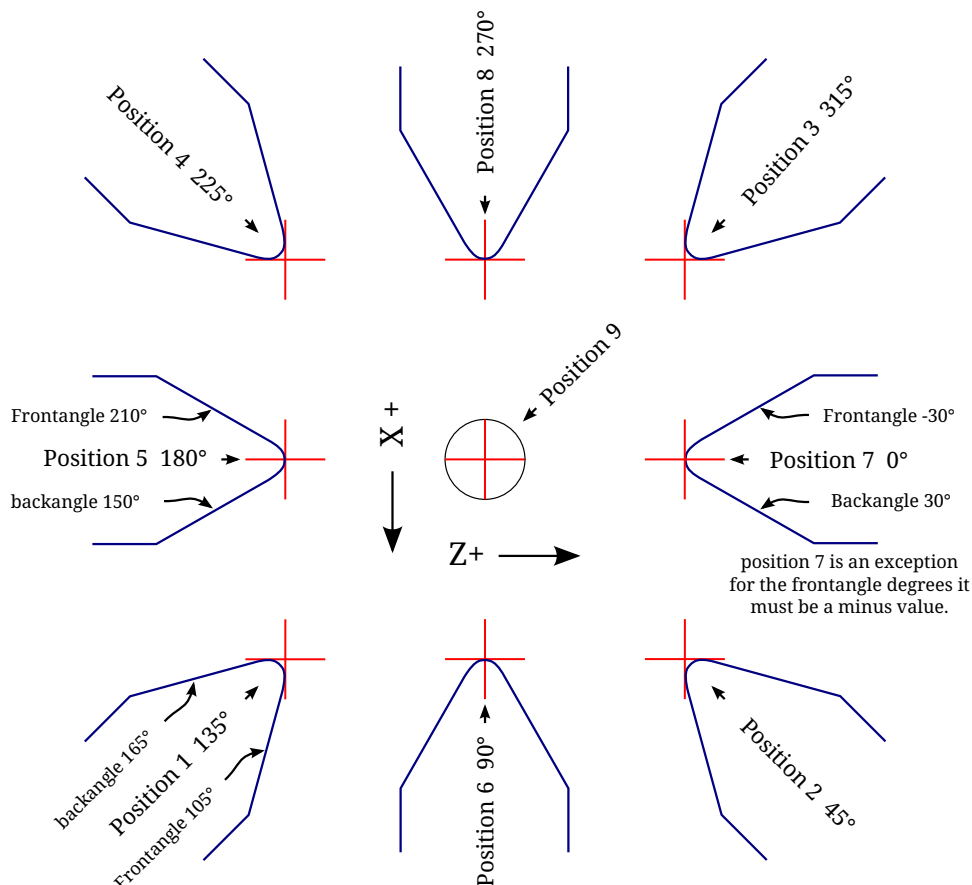 Position 4 225°
Position 8 270°
Position 3 315°
Position 9
Frontangle 210°
Position 5 180°
backangle 150°
X +
Z+
Frontangle -30°
Position 7 0°
Backangle 30°
position 7 is an exception
for the frontangle degrees it
must be a minus value.
backangle 165°
Position 1 135°
Frontangle 105°
Position 6 90°
Position 2 45°